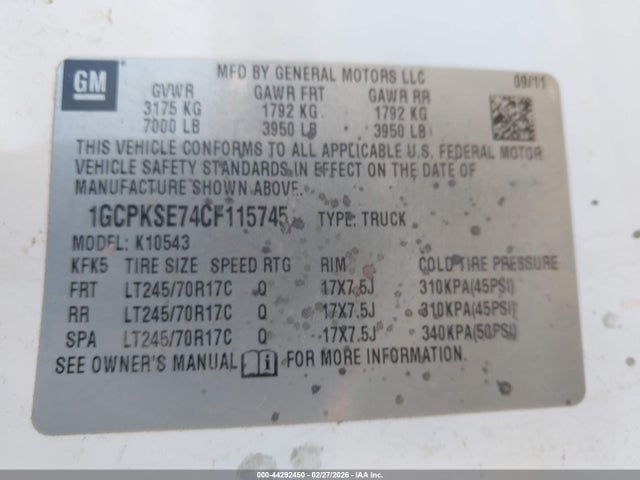 GM
MFD BY GENERAL MOTORS LLC 09/11
GVWR GAWR FRT GAWR RR
3175 KG 1792 KG 1792 KG
7000 LB 3950 LB 3950 LB
THIS VEHICLE CONFORMS TO ALL APPLICABLE U.S. FEDERAL MOTOR
VEHICLE SAFETY STANDARDS IN EFFECT ON THE DATE OF
MANUFACTURE SHOWN ABOVE.
1GCPKSE74CF115745 TYPE: TRUCK
MODEL: K10543
KFK5 TIRE SIZE SPEED RTG RIM COLD TIRE PRESSURE
FRT LT245/70R17C Q 17X7.5J 310KPA(45PSI)
RR LT245/70R17C Q 17X7.5J 310KPA(45PSI)
SPA LT245/70R17C Q 17X7.5J 340KPA(50PSI)
SEE OWNER'S MANUAL FOR MORE INFORMATION.
000-44292450 - 02/27/2026 - IAAI.COM